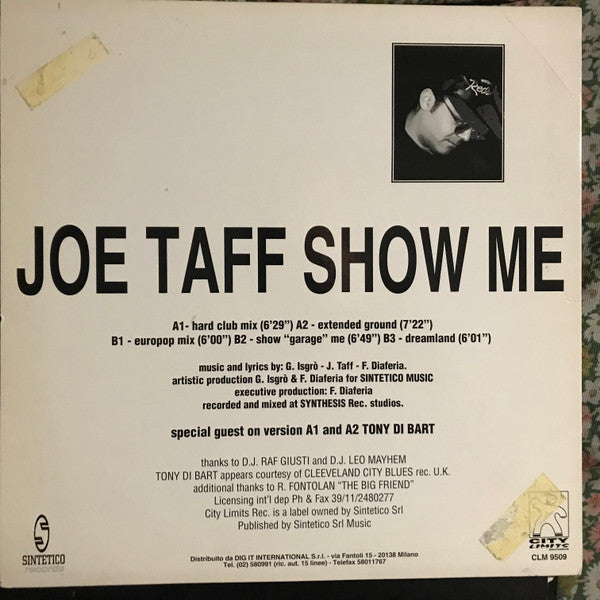 Reds
JOE TAFF SHOW ME
A1- hard club mix (6'29") A2 - extended ground (7'22")
B1 - europop mix (6'00") B2 - show "garage" me (6'49") B3 - dreamland (6'01")
music and lyrics by: G. Isgrò - J. Taff - F. Diaferia.
artistic production G. Isgrò & F. Diaferia for SINTETICO MUSIC
executive production: F. Diaferia
recorded and mixed at SYNTHESIS Rec. studios.
special guest on version A1 and A2 TONY DI BART
thanks to D.J. RAF GIUSTI and D.J. LEO MAYHEM
TONY DI BART appears courtesy of CLEEVELAND CITY BLUES rec. U.K.
additional thanks to R. FONTOLAN "THE BIG FRIEND"
Licensing int'l dep Ph & Fax 39/11/2480277
City Limits Rec. is a label owned by Sintetico Srl
Published by Sintetico Srl Music
SINTETICO
records
Distribuito da DIG IT INTERNATIONAL S.r.l. - via Fantoli 15 - 20138 Milano
Tel. (02) 580991 (ric. aut. 15 linee) - Telefax 58011767
CITY
LIMITS
CLM 9509